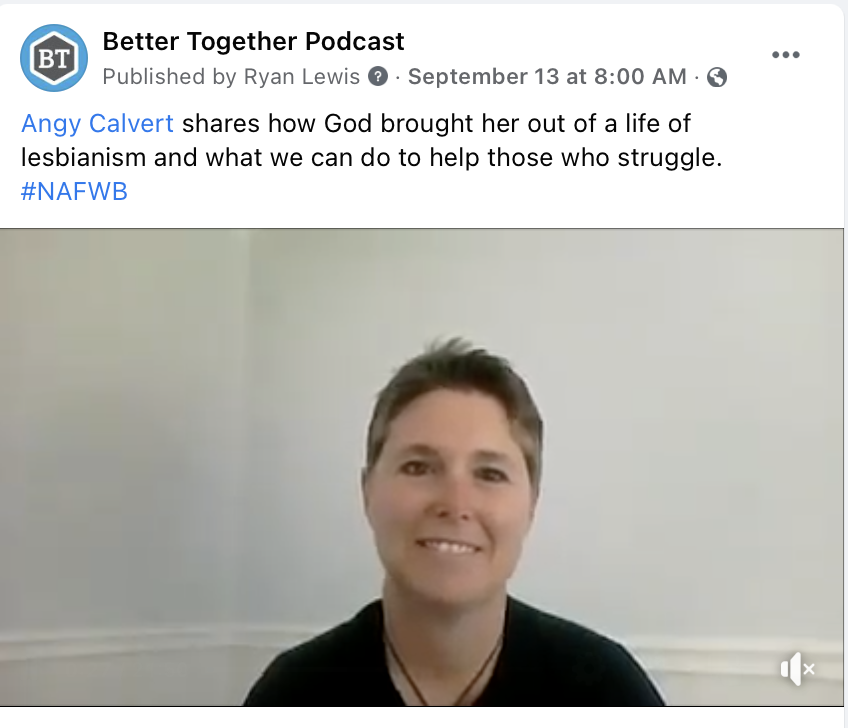 BT
Better Together Podcast
Published by Ryan Lewis ? · September 13 at 8:00 AM ·
Angy Calvert shares how God brought her out of a life of
lesbianism and what we can do to help those who struggle.
#NAFWB